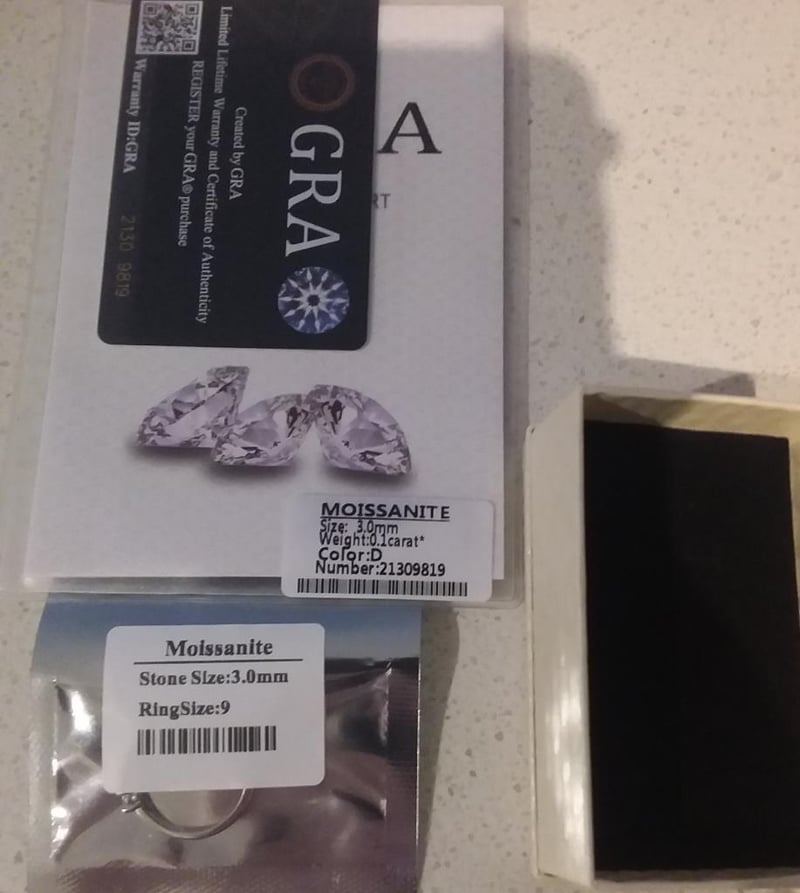 GRA
Created by GRA
Limited Lifetime Warranty and Certificate of Authenticity
REGISTER your GRA® purchase
Warranty ID:GRA 2130 9819
A
RT
MOISSANITE
Size: 3.0mm
Weight:0.1carat*
Color:D
Number:21309819
Moissanite
Stone Size:3.0mm
RingSize:9